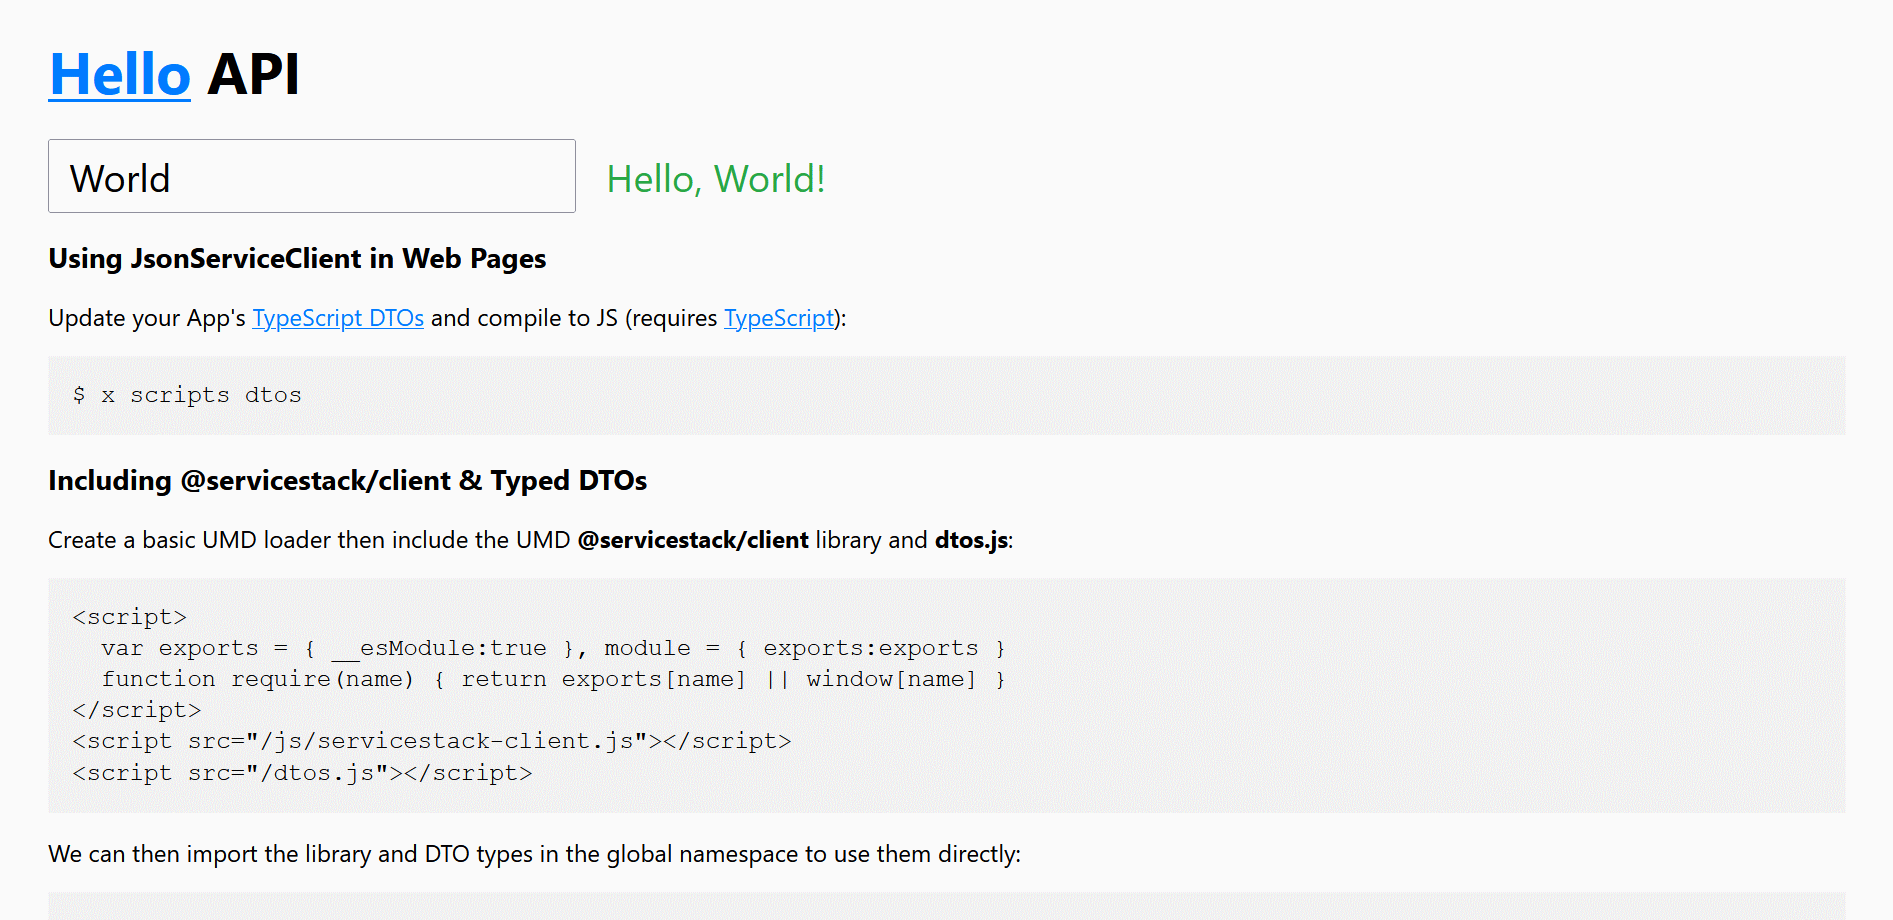 Hello API
World Hello, World!
Using JsonServiceClient in Web Pages
Update your App's TypeScript DTOs and compile to JS (requires TypeScript):
$ x scripts dtos
Including @servicestack/client & Typed DTOs
Create a basic UMD loader then include the UMD @servicestack/client library and dtos.js:
<script>
  var exports = { __esModule:true }, module = { exports:exports }
  function require(name) { return exports[name] || window[name] }
</script>
<script src="/js/servicestack-client.js"></script>
<script src="/dtos.js"></script>
We can then import the library and DTO types in the global namespace to use them directly: